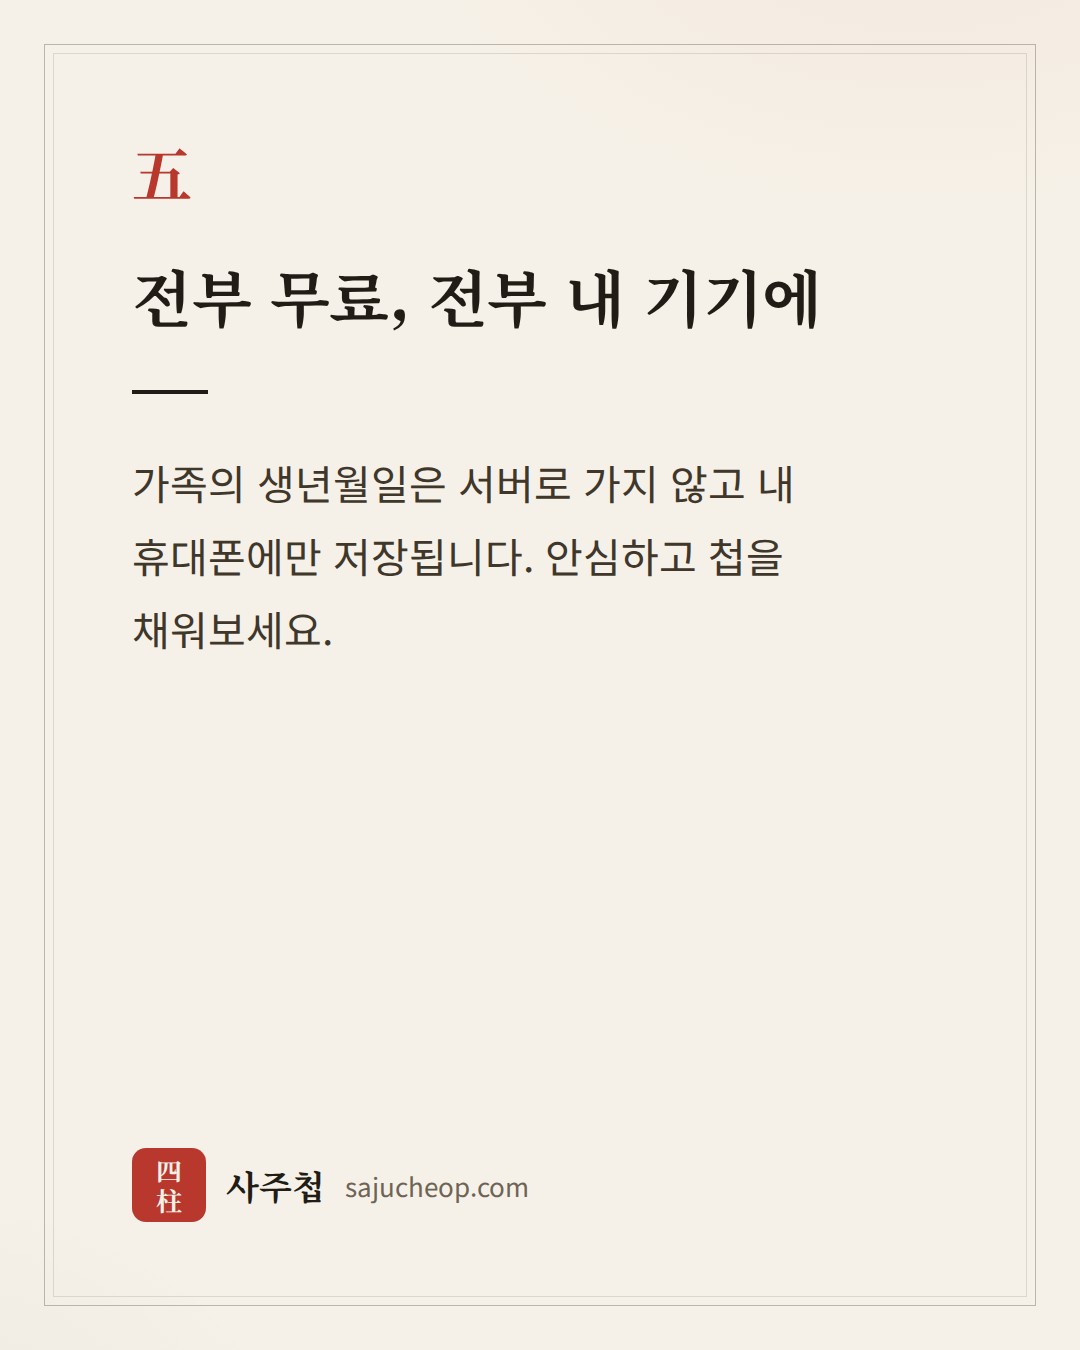 五
전부 무료, 전부 내 기기에
가족의 생년월일은 서버로 가지 않고 내
휴대폰에만 저장됩니다. 안심하고 첩을
채워보세요.
四
柱
사주첩 sajucheop.com